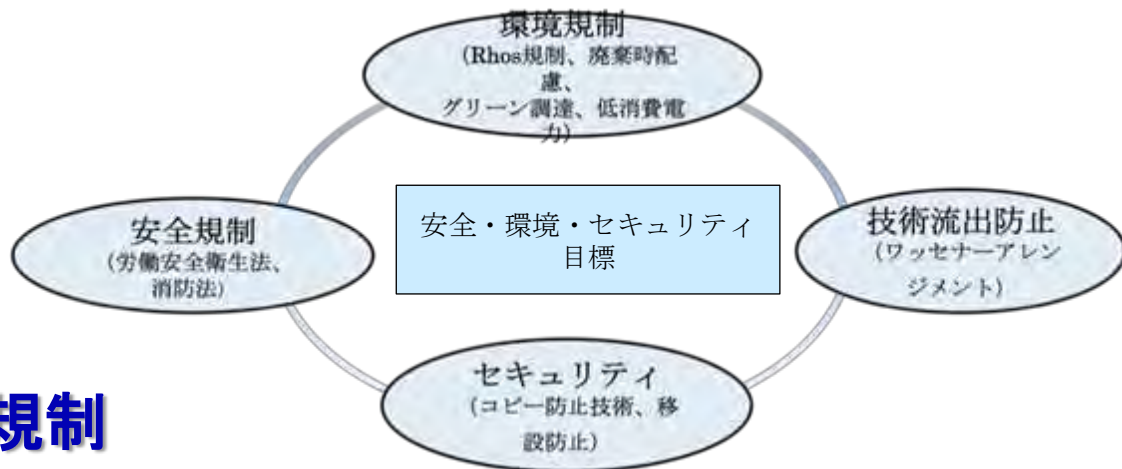 環境規制
(Rhos規制、廃棄時配
慮、
グリーン調達、低消費電
力)
安全規制
(労働安全衛生法、
消防法)
安全・環境・セキュリティ
目標
技術流出防止
(ワッセナーアレン
ジメント)
セキュリティ
(コピー防止技術、移
設防止)
規制